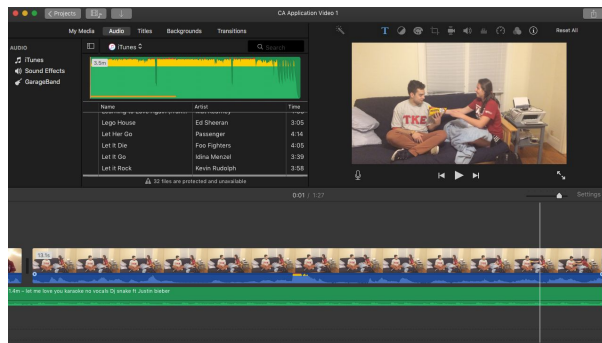 Projects
CA Application Video 1
My Media Audio Titles Backgrounds Transitions
T
Reset All
AUDIO
iTunes
Search
iTunes
Sound Effects
GarageBand
3.5m
Name Artist Time
Lego House Ed Sheeran 3:05
Let Her Go Passenger 4:14
Let It Die Foo Fighters 4:05
Let It Go Idina Menzel 3:39
Let it Rock Kevin Rudolph 3:58
32 files are protected and unavailable
TKE
0:01 / 1:27
Settings
13.1s
1.4m – let me love you karaoke no vocals Dj snake ft Justin bieber